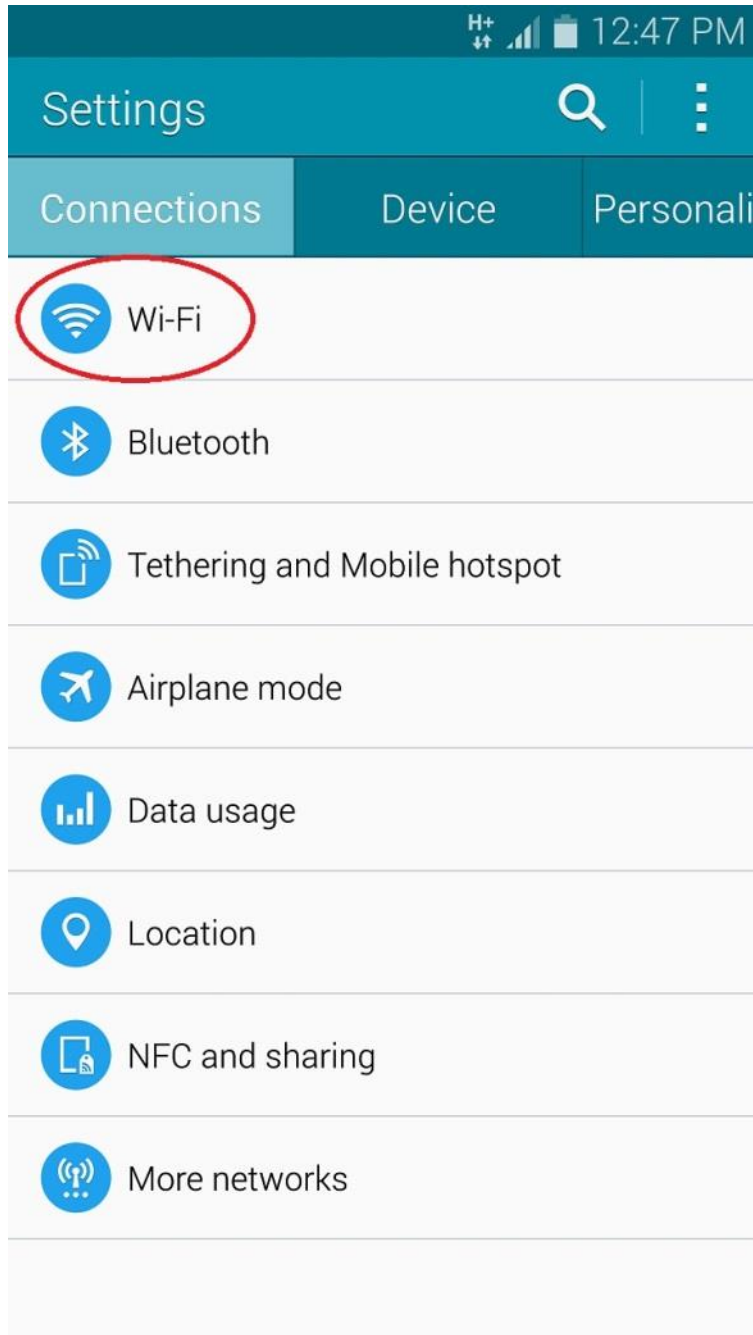 H+ 12:47 PM
Settings
Connections Device Personali
Wi-Fi
Bluetooth
Tethering and Mobile hotspot
Airplane mode
Data usage
Location
NFC and sharing
More networks